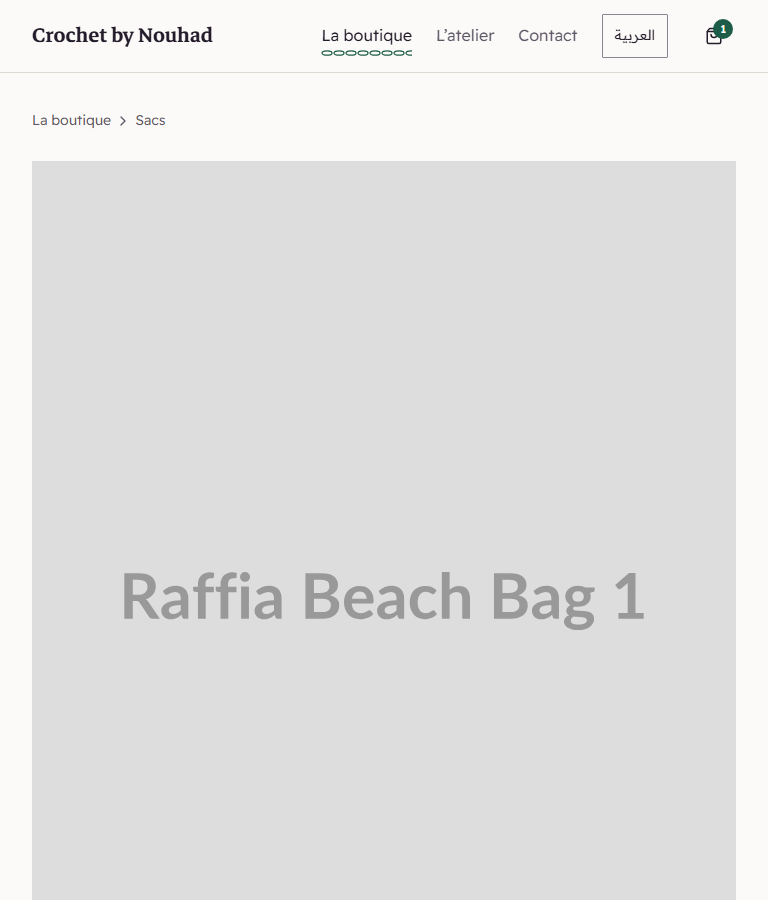 Crochet by Nouhad
La boutique
L’atelier
Contact
العربية
1
La boutique > Sacs
Raffia Beach Bag 1